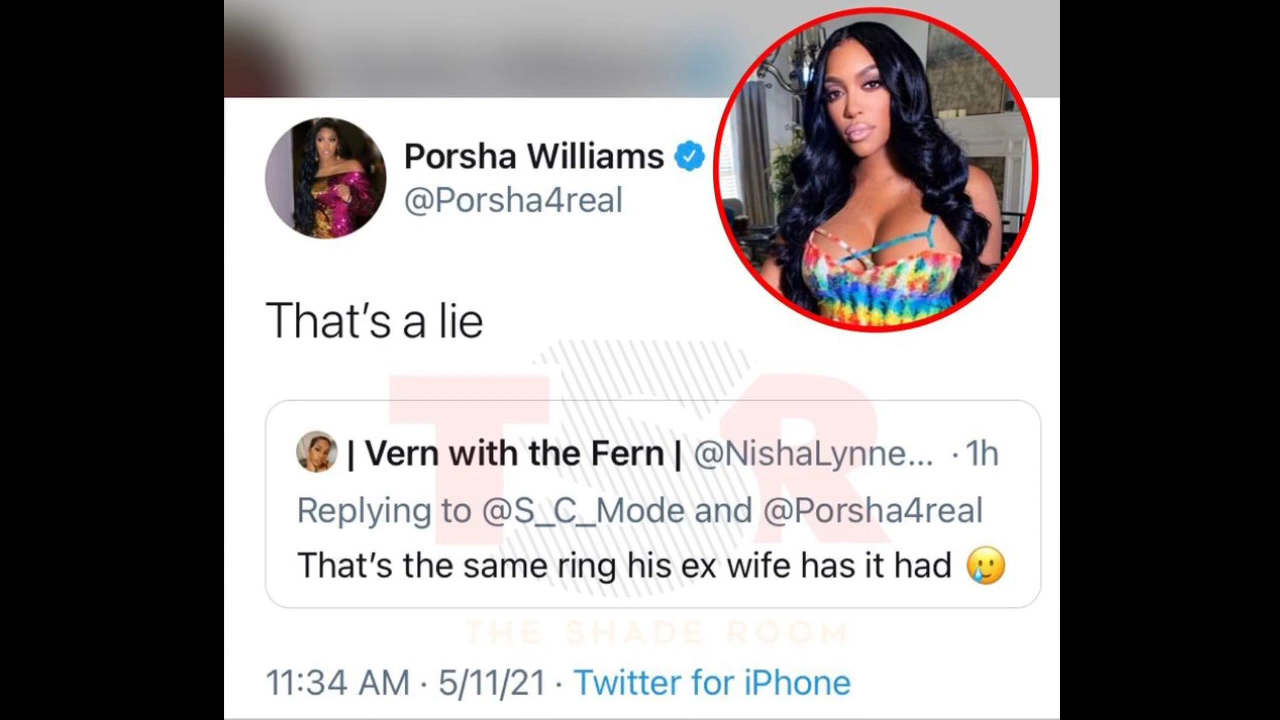 Porsha Williams
@Porsha4real
That's a lie
| Vern with the Fern | @NishaLynne... · 1h
Replying to @S_C_Mode and @Porsha4real
That's the same ring his ex wife has it had 🥲
TSR
THE SHADE ROOM
11:34 AM · 5/11/21 · Twitter for iPhone